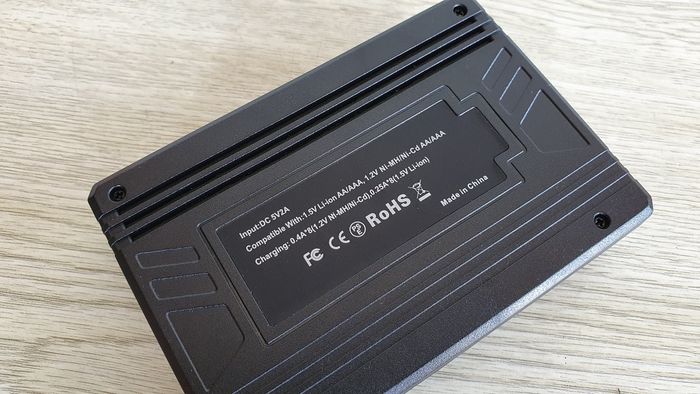 Input:DC 5V2A
Compatible With:1.5V Li-ion AA/AAA, 1.2V Ni-MH/Ni-Cd AA/AAA
Charging: 0.4A*8(1.2V Ni-MH/Ni-Cd),0.25A*8(1.5V Li-ion)
FC CE PSE RoHS Made in China